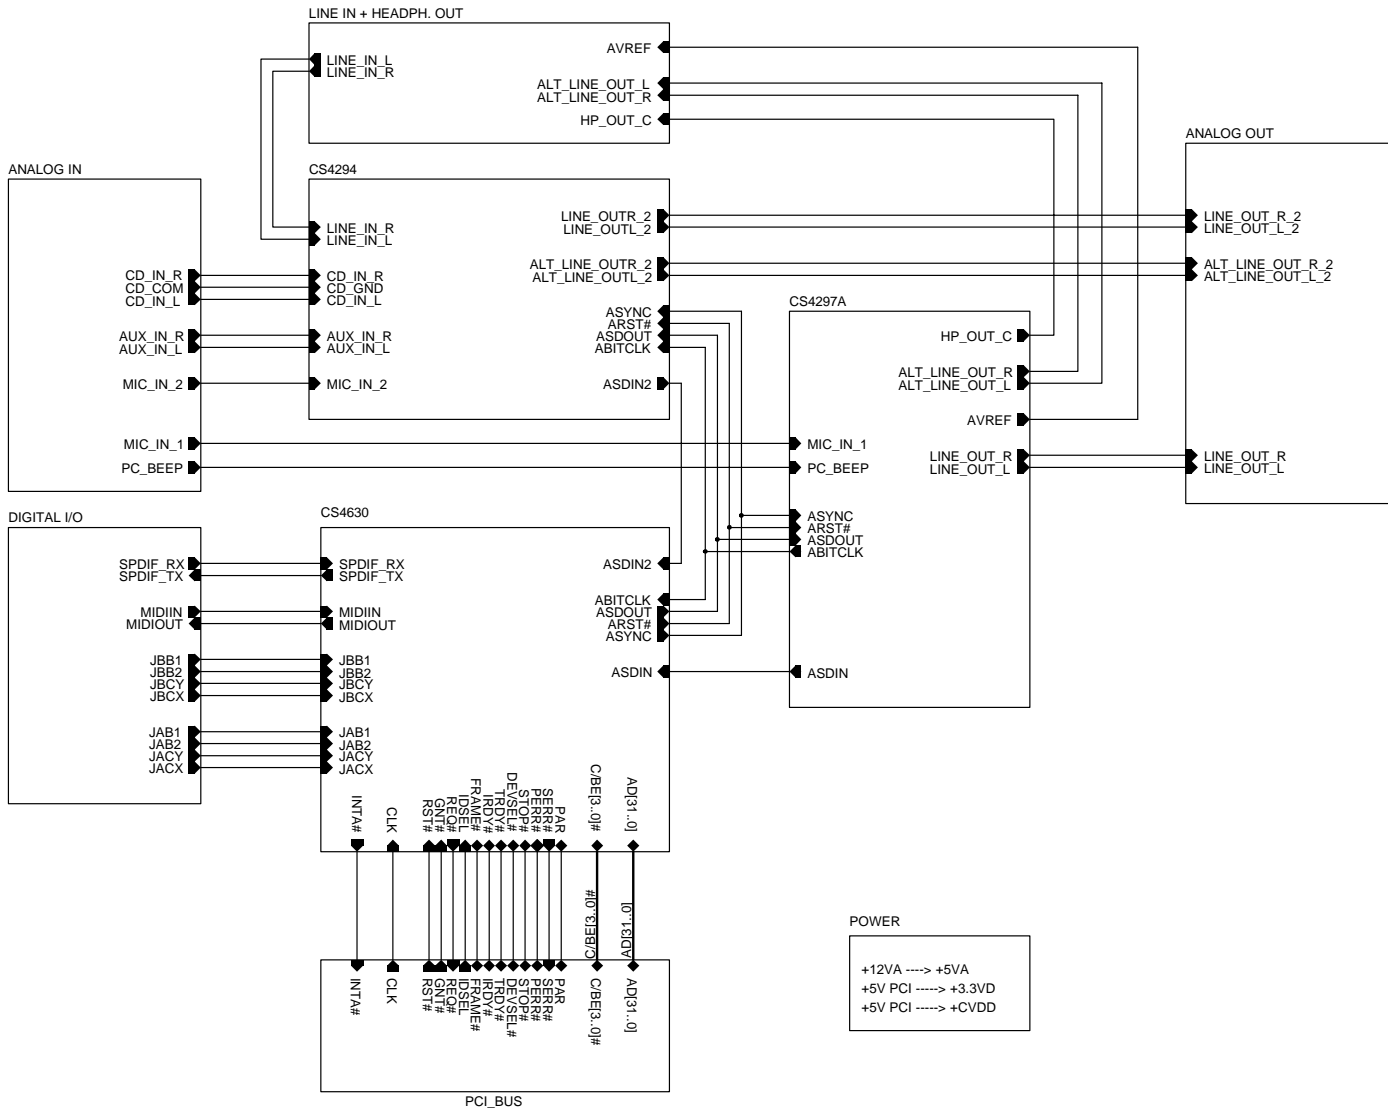 LINE IN + HEADPH. OUT
LINE_IN_L
LINE_IN_R
AVREF
ALT_LINE_OUT_L
ALT_LINE_OUT_R
HP_OUT_C
ANALOG IN
CD_IN_R
CD_COM
CD_IN_L
AUX_IN_R
AUX_IN_L
MIC_IN_2
MIC_IN_1
PC_BEEP
CS4294
LINE_IN_R
LINE_IN_L
CD_IN_R
CD_GND
CD_IN_L
AUX_IN_R
AUX_IN_L
MIC_IN_2
LINE_OUTR_2
LINE_OUTL_2
ALT_LINE_OUTR_2
ALT_LINE_OUTL_2
ASYNC
ARST#
ASDOUT
ABITCLK
ASDIN2
ANALOG OUT
LINE_OUT_R_2
LINE_OUT_L_2
ALT_LINE_OUT_R_2
ALT_LINE_OUT_L_2
LINE_OUT_R
LINE_OUT_L
CS4297A
HP_OUT_C
ALT_LINE_OUT_R
ALT_LINE_OUT_L
AVREF
LINE_OUT_R
LINE_OUT_L
MIC_IN_1
PC_BEEP
ASYNC
ARST#
ASDOUT
ABITCLK
ASDIN
DIGITAL I/O
SPDIF_RX
SPDIF_TX
MIDIIN
MIDIOUT
JBB1
JBB2
JBCY
JBCX
JAB1
JAB2
JACY
JACX
CS4630
SPDIF_RX
SPDIF_TX
MIDIIN
MIDIOUT
JBB1
JBB2
JBCY
JBCX
JAB1
JAB2
JACY
JACX
ASDIN2
ABITCLK
ASDOUT
ARST#
ASYNC
ASDIN
INTA#
CLK
RST#
GNT#
REQ#
IDSEL
FRAME#
IRDY#
TRDY#
DEVSEL#
STOP#
PERR#
SERR#
PAR
C/BE[3..0]#
AD[31..0]
C/BE[3..0]#
AD[31..0]
INTA#
CLK
RST#
GNT#
REQ#
IDSEL
FRAME#
IRDY#
TRDY#
DEVSEL#
STOP#
PERR#
SERR#
PAR
C/BE[3..0]#
AD[31..0]
PCI_BUS
POWER
+12VA ----> +5VA
+5V PCI -----> +3.3VD
+5V PCI -----> +CVDD